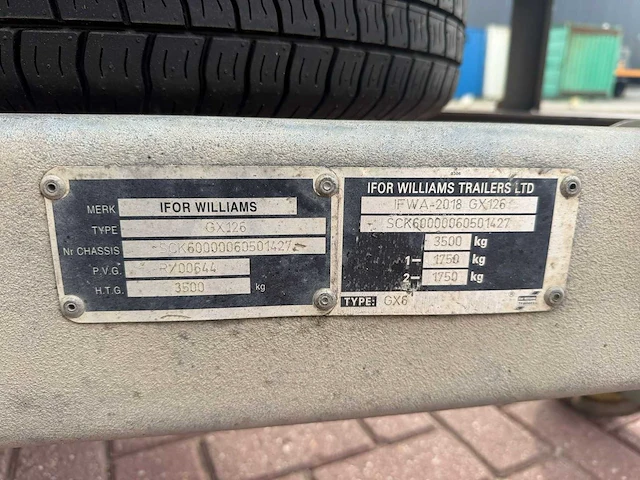 MERK IFOR WILLIAMS
TYPE GX126
Nr CHASSIS SCK60000060501427
P.V.G. RY00644
H.T.G. 3500 kg
IFOR WILLIAMS TRAILERS LTD
IFWA-2018 GX126
SCK60000060501427
3500 kg
1- 1750 kg
2- 1750 kg
TYPE: GX6